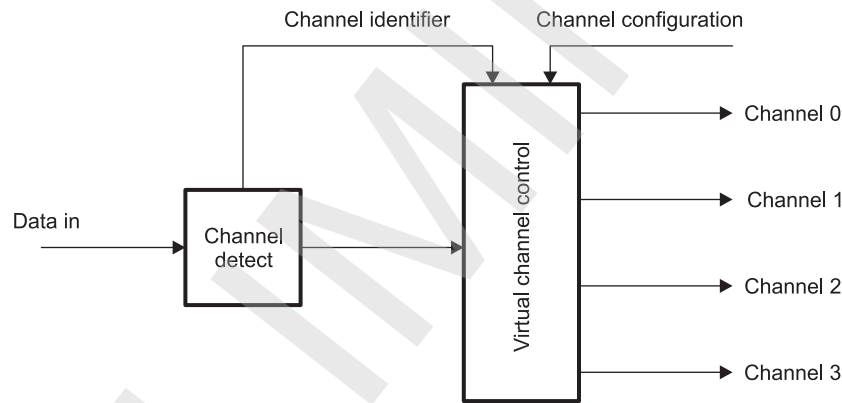 Channel identifier
Channel configuration
Data in
Channel
detect
Virtual channel control
Channel 0
Channel 1
Channel 2
Channel 3